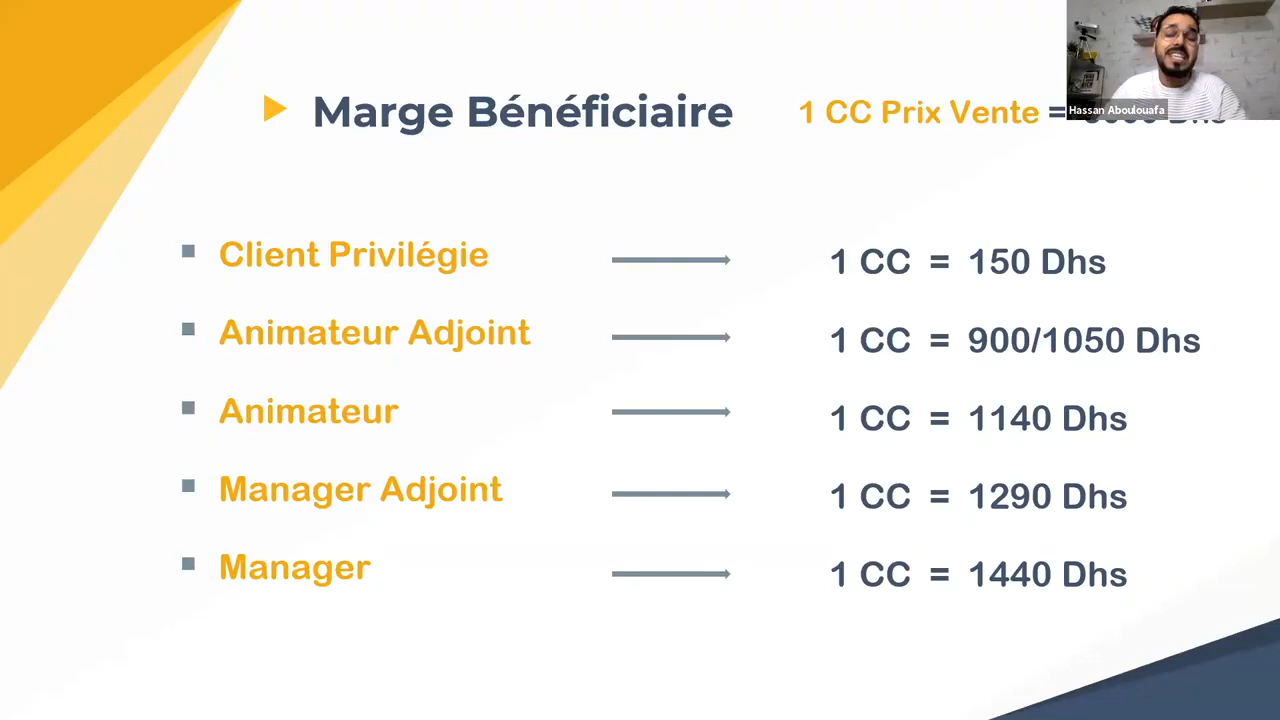 Marge Bénéficiaire
1 CC Prix Vente =
Hassan Aboulouafa
Client Privilégie
1 CC = 150 Dhs
Animateur Adjoint
1 CC = 900/1050 Dhs
Animateur
1 CC = 1140 Dhs
Manager Adjoint
1 CC = 1290 Dhs
Manager
1 CC = 1440 Dhs